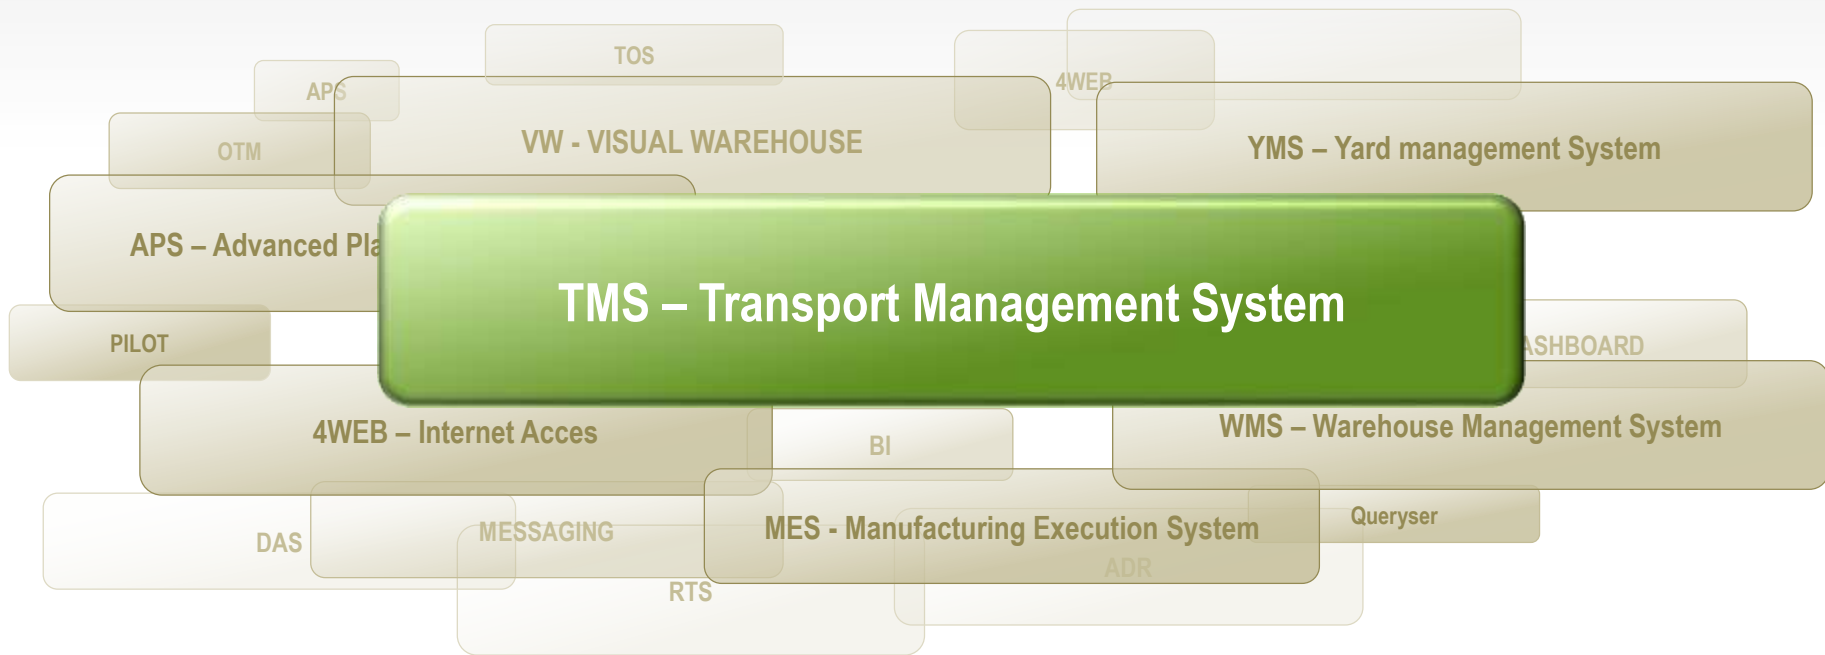 TOS
4WEB
APS
VW - VISUAL WAREHOUSE
YMS – Yard management System
OTM
APS – Advanced Pla
TMS – Transport Management System
PILOT
ASHBOARD
4WEB – Internet Acces
WMS – Warehouse Management System
BI
Queryser
MES - Manufacturing Execution System
MESSAGING
DAS
ADR
RTS